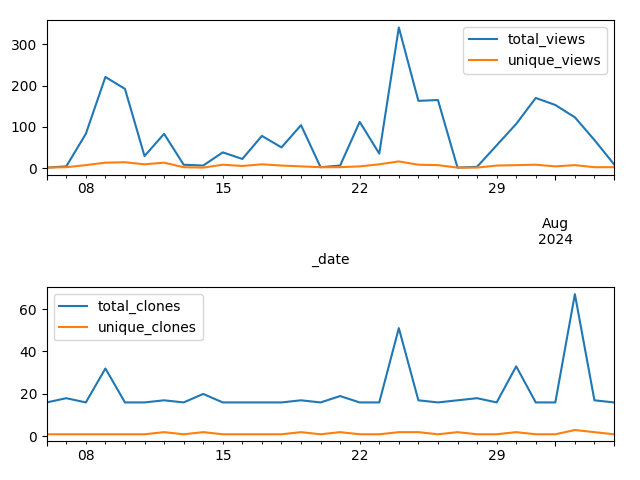 300
200
100
0
total_views
unique_views
08
15
22
29
Aug
2024
_date
60
40
20
0
total_clones
unique_clones
08
15
22
29